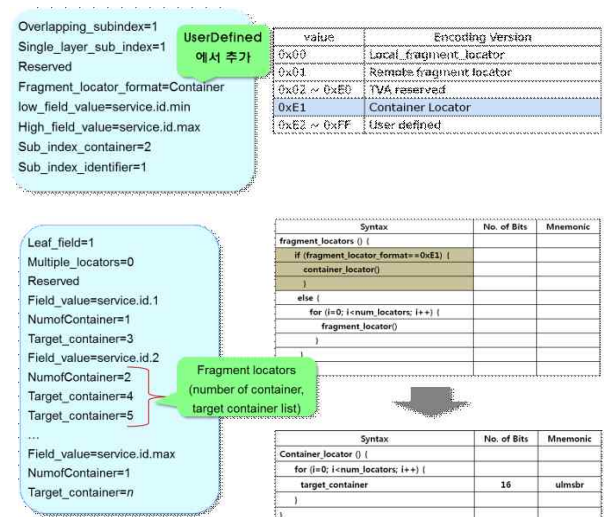 Overlapping_subindex=1
Single_layer_sub_index=1
Reserved
Fragment_locator_format=Container
low_field_value=service.id.min
High_field_value=service.id.max
Sub_index_container=2
Sub_index_identifier=1
UserDefined
에서 추가
value Encoding Version
0x00 Local_fragment_locator
0x01 Remote fragment locator
0x02 ~ 0xE0 TVA reserved
0xE1 Container Locator
0xE2 ~ 0xFF User defined
Leaf_field=1
Multiple_locators=0
Reserved
Field_value=service.id.1
NumofContainer=1
Target_container=3
Field_value=service.id.2
NumofContainer=2
Target_container=4
Target_container=5
...
Field_value=service.id.max
NumofContainer=1
Target_container=n
Fragment locators
(number of container,
target container list)
Syntax No. of Bits Mnemonic
fragment_locators () {
if (fragment_locator_format==0xE1) {
container_locator()
}
else {
for (i=0; i<num_locators; i++) {
fragment_locator()
}
}
Syntax No. of Bits Mnemonic
Container_locator () {
for (i=0; i<num_locators; i++) {
target_container 16 ulmsbr
}
}